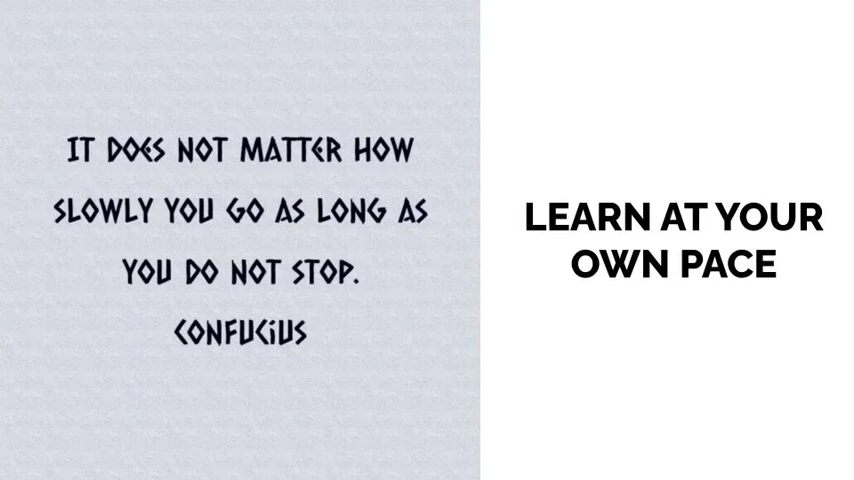 IT DOES NOT MATTER HOW
SLOWLY YOU GO AS LONG AS
YOU DO NOT STOP.
CONFUCIUS
LEARN AT YOUR
OWN PACE